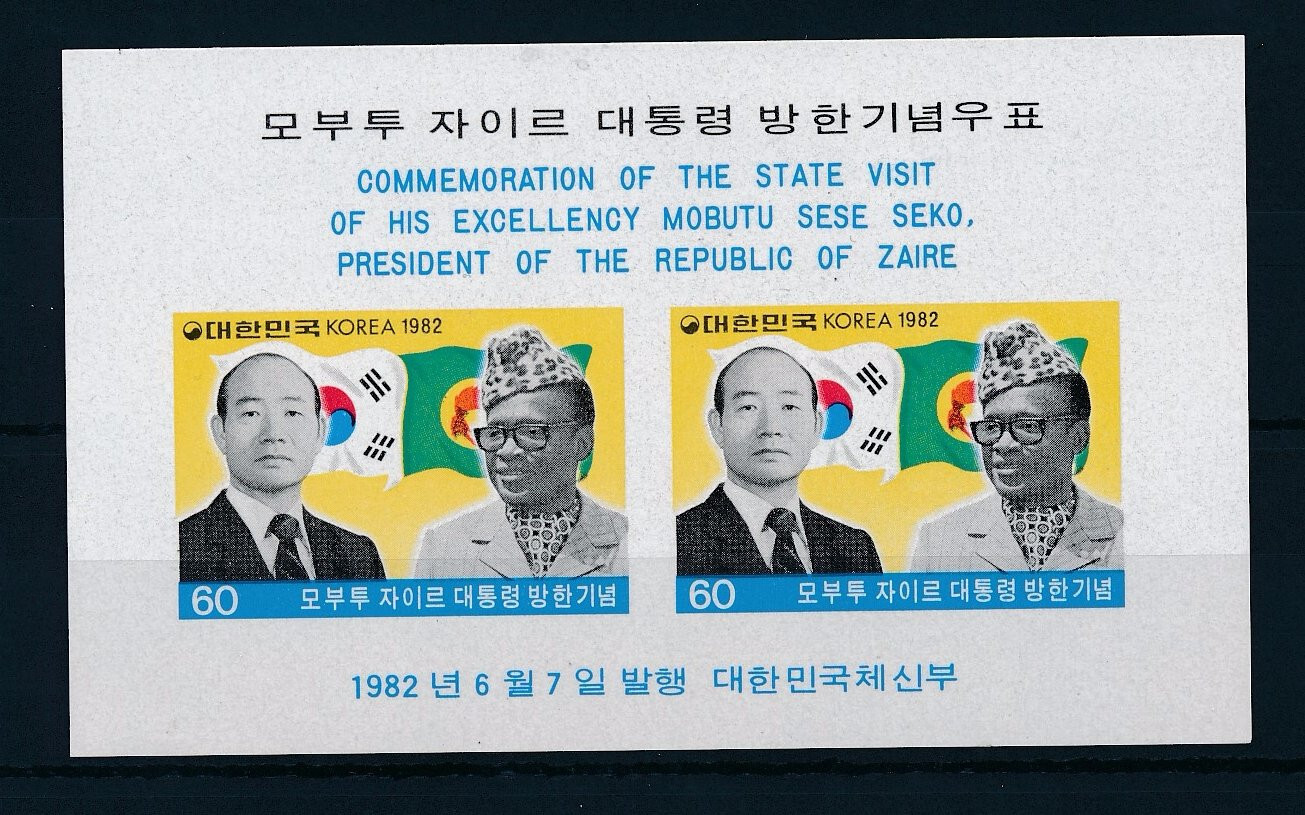 모부투 자이르 대통령 방한기념우표
COMMEMORATION OF THE STATE VISIT
OF HIS EXCELLENCY MOBUTU SESE SEKO,
PRESIDENT OF THE REPUBLIC OF ZAIRE
대한민국 KOREA 1982
60 모부투 자이르 대통령 방한기념
대한민국 KOREA 1982
60 모부투 자이르 대통령 방한기념
1982 년 6 월 7 일 발행 대한민국체신부